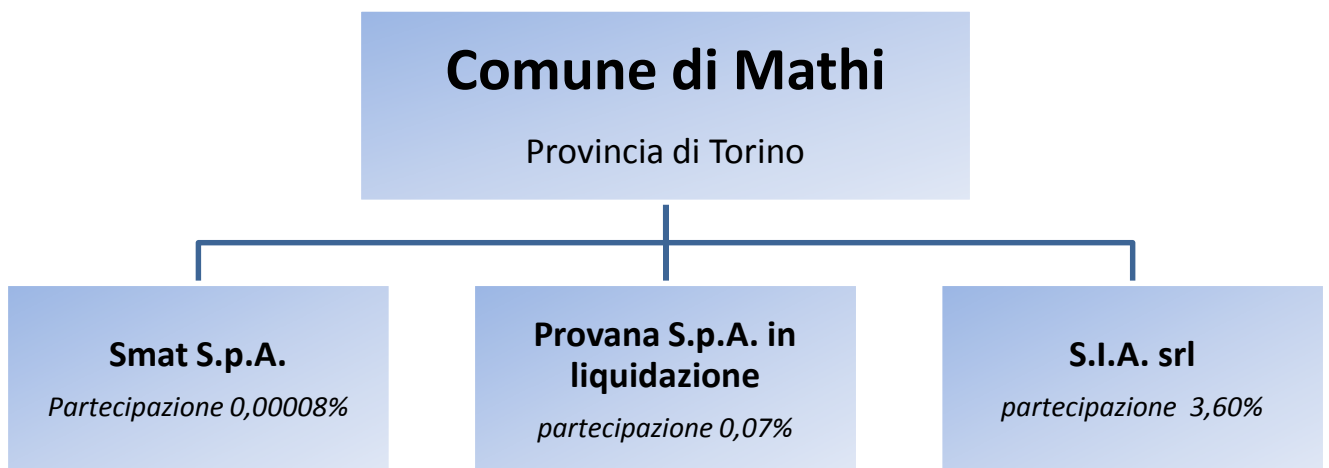 Comune di Mathi
Provincia di Torino
Smat S.p.A.
Partecipazione 0,00008%
Provana S.p.A. in
liquidazione
partecipazione 0,07%
S.I.A. srl
partecipazione  3,60%